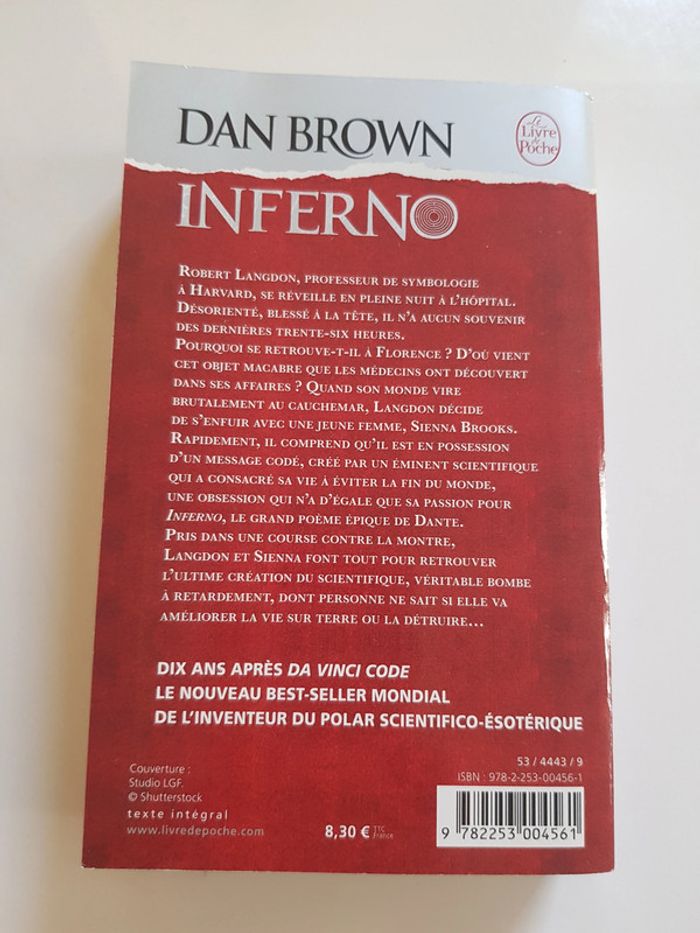 DAN BROWN
Le
Livre
de
Poche
INFERNO
ROBERT LANGDON, PROFESSEUR DE SYMBOLOGIE
À HARVARD, SE RÉVEILLE EN PLEINE NUIT À L'HÔPITAL.
DÉSORIENTÉ, BLESSÉ À LA TÊTE, IL N'A AUCUN SOUVENIR
DES DERNIÈRES TRENTE-SIX HEURES.
POURQUOI SE RETROUVE-T-IL À FLORENCE ? D'OÙ VIENT
CET OBJET MACABRE QUE LES MÉDECINS ONT DÉCOUVERT
DANS SES AFFAIRES ? QUAND SON MONDE VIRE
BRUTALEMENT AU CAUCHEMAR, LANGDON DÉCIDE
DE S'ENFUIR AVEC UNE JEUNE FEMME, SIENNA BROOKS.
RAPIDEMENT, IL COMPREND QU'IL EST EN POSSESSION
D'UN MESSAGE CODÉ, CRÉÉ PAR UN ÉMINENT SCIENTIFIQUE
QUI A CONSACRÉ SA VIE À ÉVITER LA FIN DU MONDE,
UNE OBSESSION QUI N'A D'ÉGALE QUE SA PASSION POUR
INFERNO, LE GRAND POÈME ÉPIQUE DE DANTE.
PRIS DANS UNE COURSE CONTRE LA MONTRE,
LANGDON ET SIENNA FONT TOUT POUR RETROUVER
L'ULTIME CRÉATION DU SCIENTIFIQUE, VÉRITABLE BOMBE
À RETARDEMENT, DONT PERSONNE NE SAIT SI ELLE VA
AMÉLIORER LA VIE SUR TERRE OU LA DÉTRUIRE...
DIX ANS APRÈS DA VINCI CODE
LE NOUVEAU BEST-SELLER MONDIAL
DE L'INVENTEUR DU POLAR SCIENTIFICO-ÉSOTÉRIQUE
Couverture :
Studio LGF.
© Shutterstock
texte intégral
www.livredepoche.com
8,30 € TTC
France
53 / 4443 / 9
ISBN : 978-2-253-00456-1
9 782253 004561